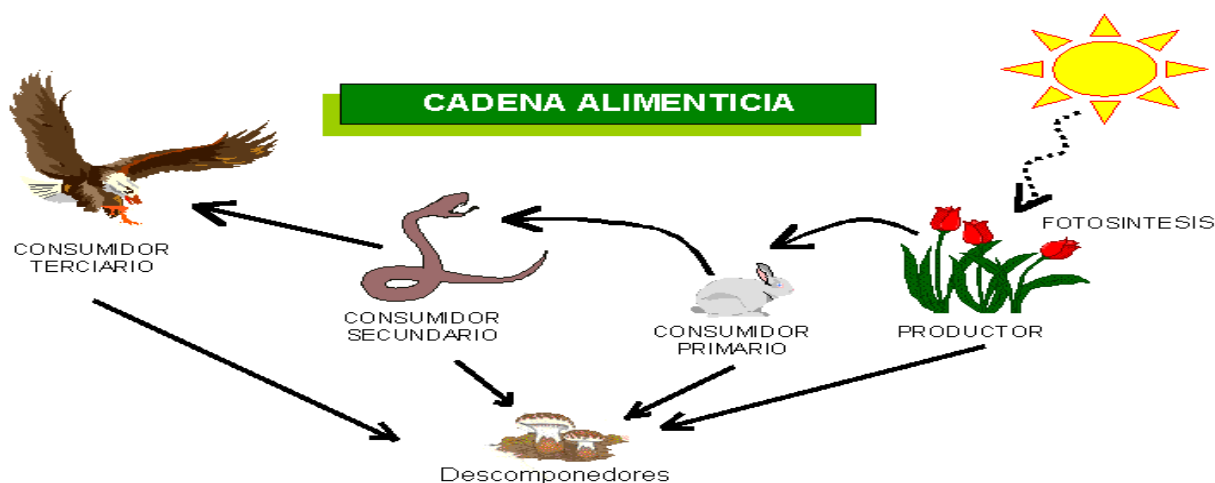 CADENA ALIMENTICIA
FOTOSINTESIS
CONSUMIDOR
TERCIARIO
CONSUMIDOR
SECUNDARIO
CONSUMIDOR
PRIMARIO
PRODUCTOR
Descomponedores